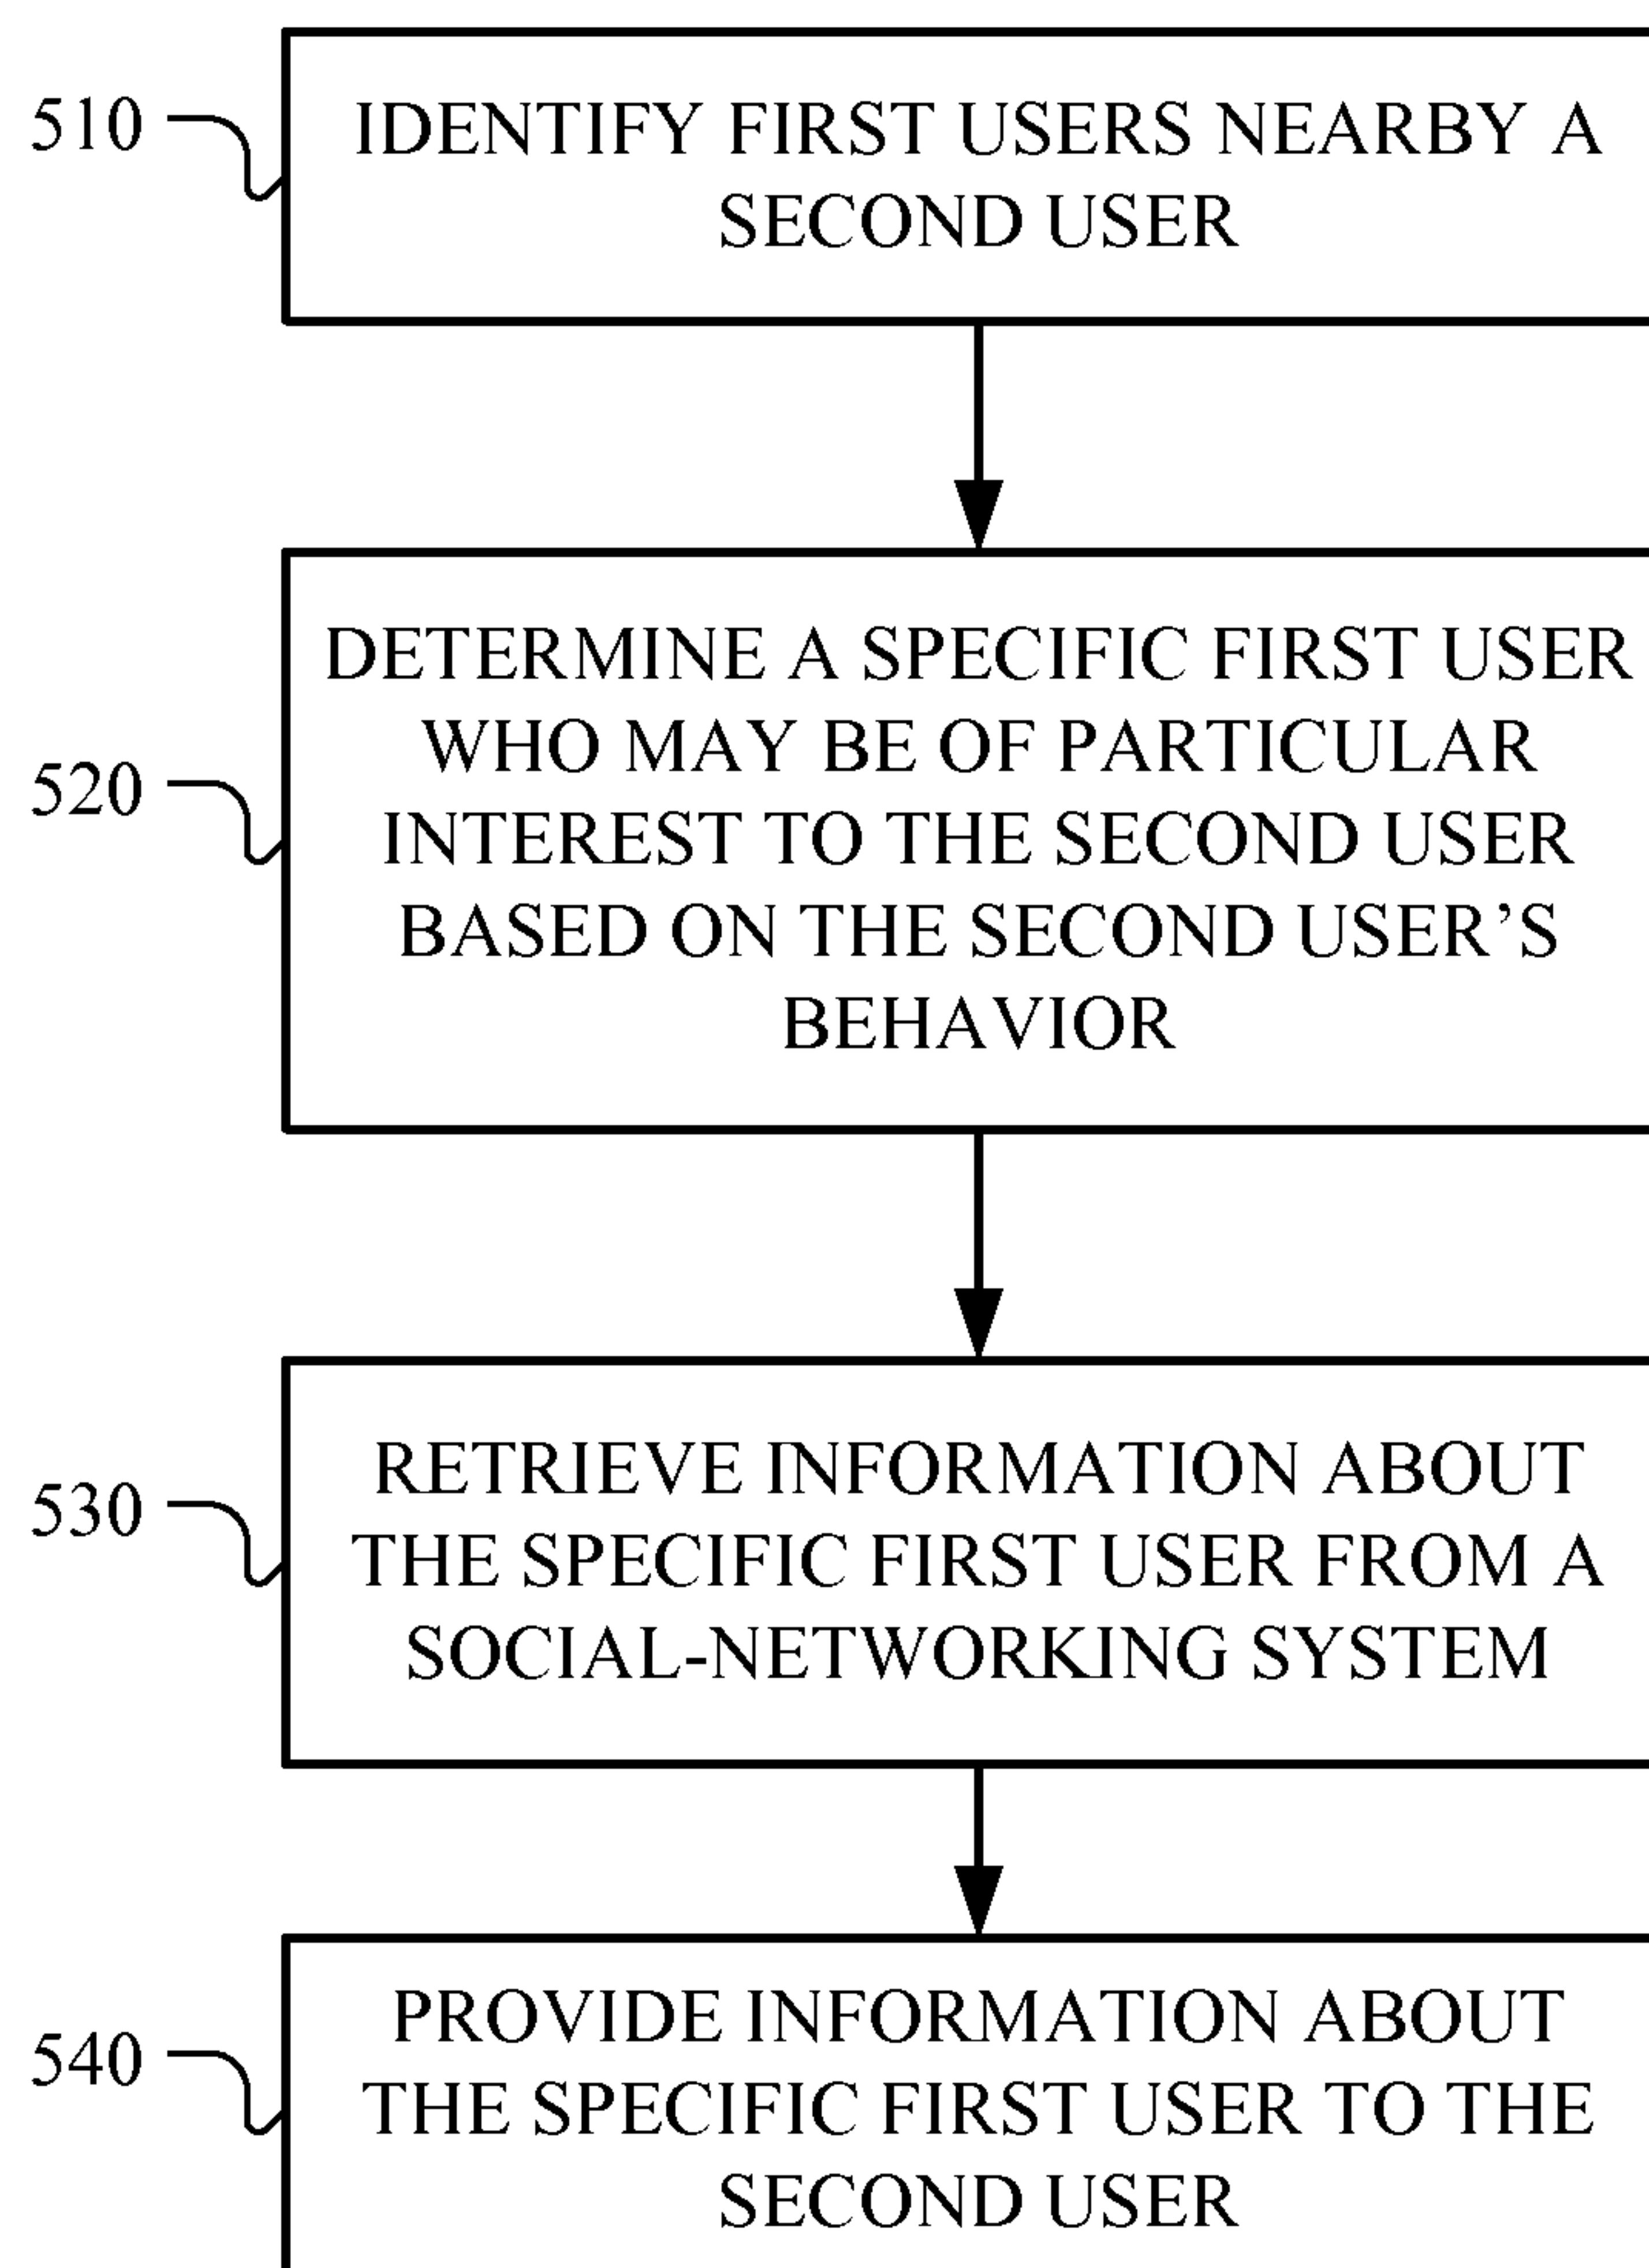 510
IDENTIFY FIRST USERS NEARBY A
SECOND USER
520
DETERMINE A SPECIFIC FIRST USER
WHO MAY BE OF PARTICULAR
INTEREST TO THE SECOND USER
BASED ON THE SECOND USER’S
BEHAVIOR
530
RETRIEVE INFORMATION ABOUT
THE SPECIFIC FIRST USER FROM A
SOCIAL-NETWORKING SYSTEM
540
PROVIDE INFORMATION ABOUT
THE SPECIFIC FIRST USER TO THE
SECOND USER